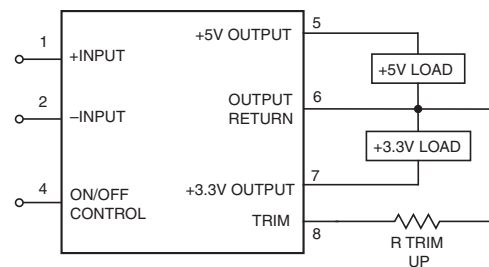 1
+INPUT
2
–INPUT
4
ON/OFF
CONTROL
+5V OUTPUT
5
OUTPUT
RETURN
6
+3.3V OUTPUT
7
TRIM
8
+5V LOAD
+3.3V LOAD
R TRIM
UP